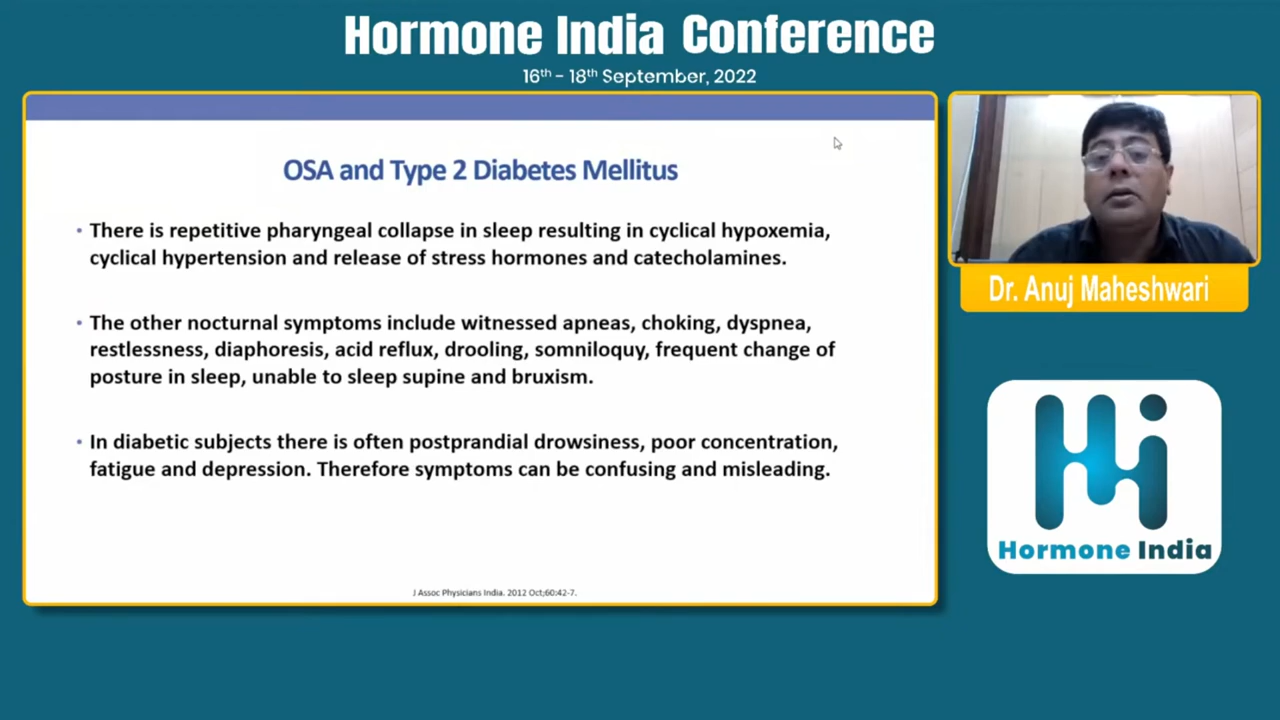 Hormone India Conference
16th - 18th September, 2022
OSA and Type 2 Diabetes Mellitus
• There is repetitive pharyngeal collapse in sleep resulting in cyclical hypoxemia,
cyclical hypertension and release of stress hormones and catecholamines.
• The other nocturnal symptoms include witnessed apneas, choking, dyspnea,
restlessness, diaphoresis, acid reflux, drooling, somniloquy, frequent change of
posture in sleep, unable to sleep supine and bruxism.
• In diabetic subjects there is often postprandial drowsiness, poor concentration,
fatigue and depression. Therefore symptoms can be confusing and misleading.
J Assoc Physicians India. 2012 Oct;60:42-7.
Dr. Anuj Maheshwari
Hi
Hormone India